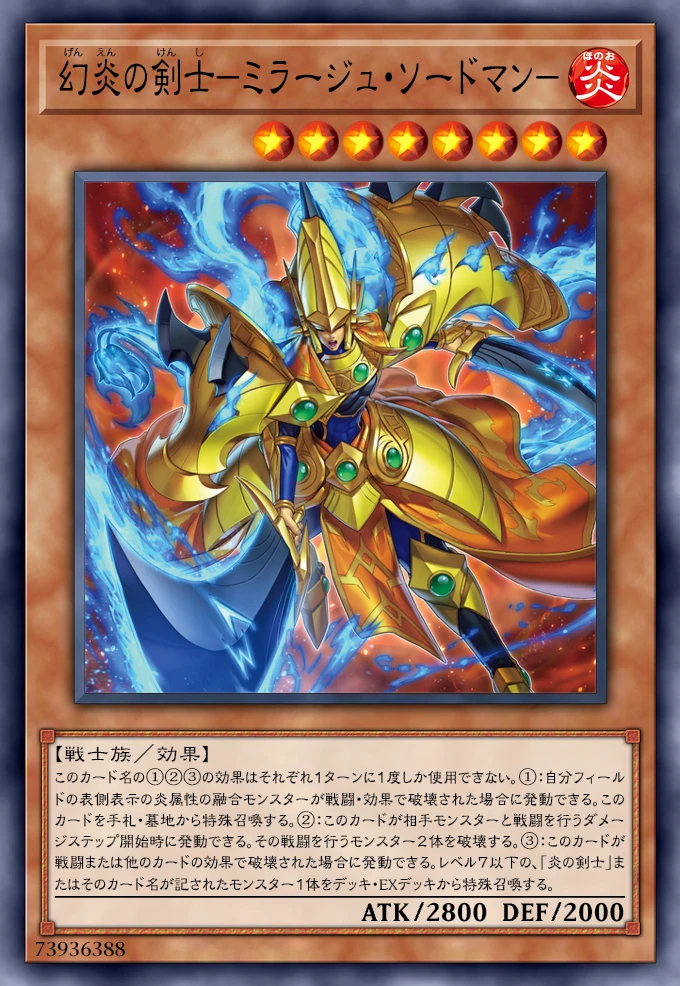 げんえん けんし
幻炎の剣士－ミラージュ・ソードマン－
ほのお
炎
【戦士族／効果】
このカード名の①②③の効果はそれぞれ1ターンに1度しか使用できない。①：自分フィール
ドの表側表示の炎属性の融合モンスターが戦闘・効果で破壊された場合に発動できる。この
カードを手札・墓地から特殊召喚する。②：このカードが相手モンスターと戦闘を行うダメー
ジステップ開始時に発動できる。その戦闘を行うモンスター2体を破壊する。③：このカードが
戦闘または他のカードの効果で破壊された場合に発動できる。レベル7以下の、「炎の剣士」ま
たはそのカード名が記されたモンスター1体をデッキ・EXデッキから特殊召喚する。
ATK/2800 DEF/2000
73936388